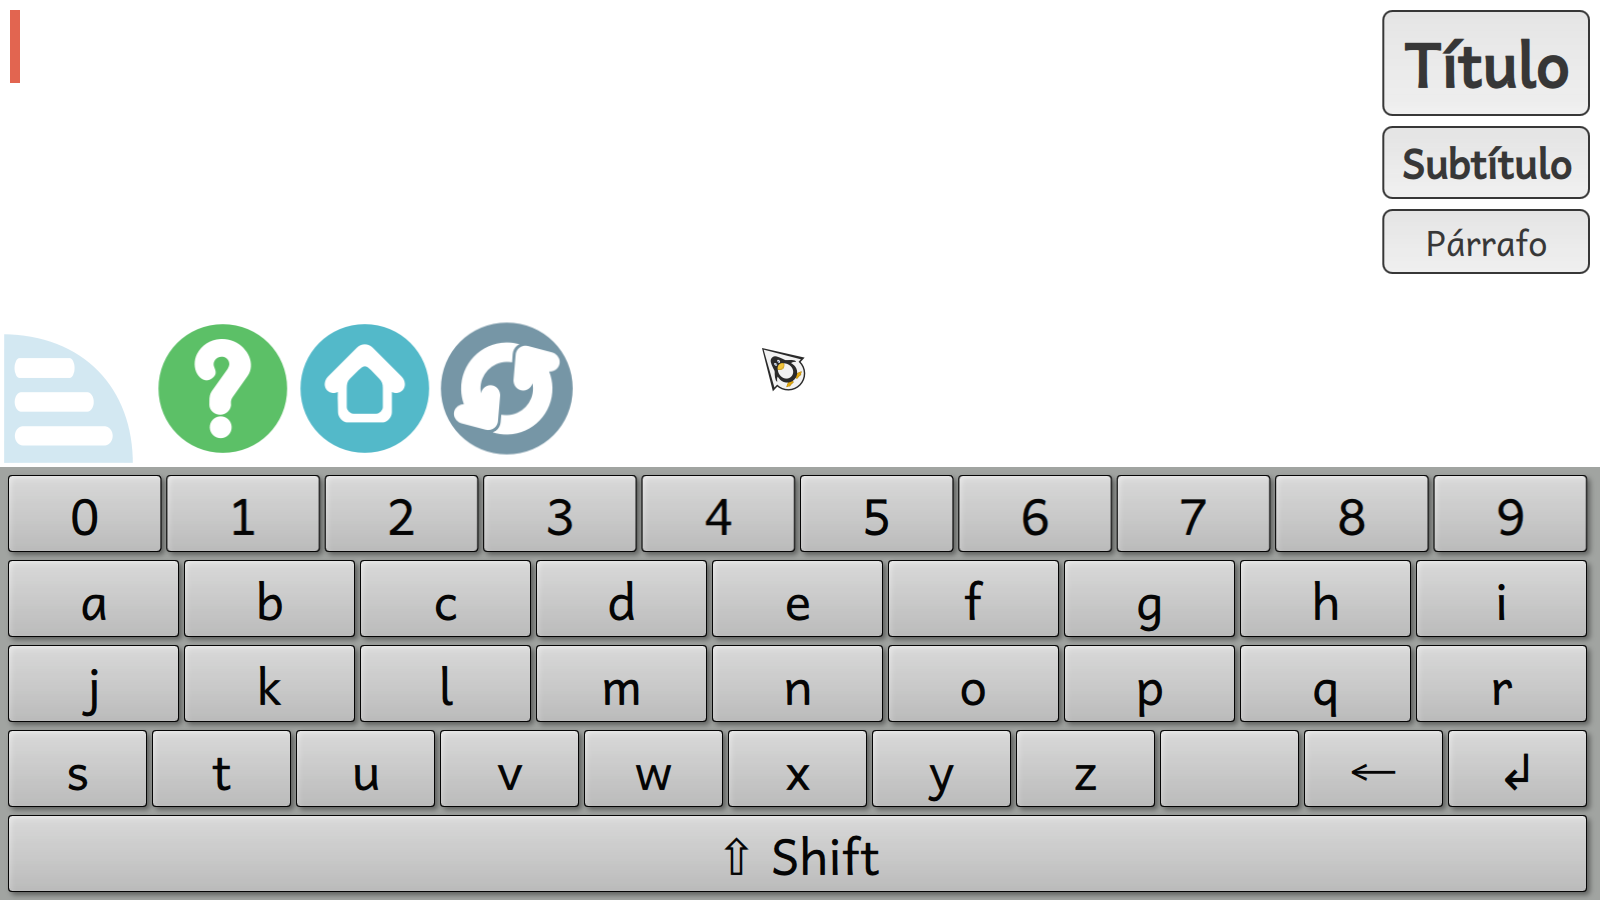 Título
Subtítulo
Párrafo
?
0 1 2 3 4 5 6 7 8 9
a b c d e f g h i
j k l m n o p q r
s t u v w x y z ← ↲
⇧ Shift